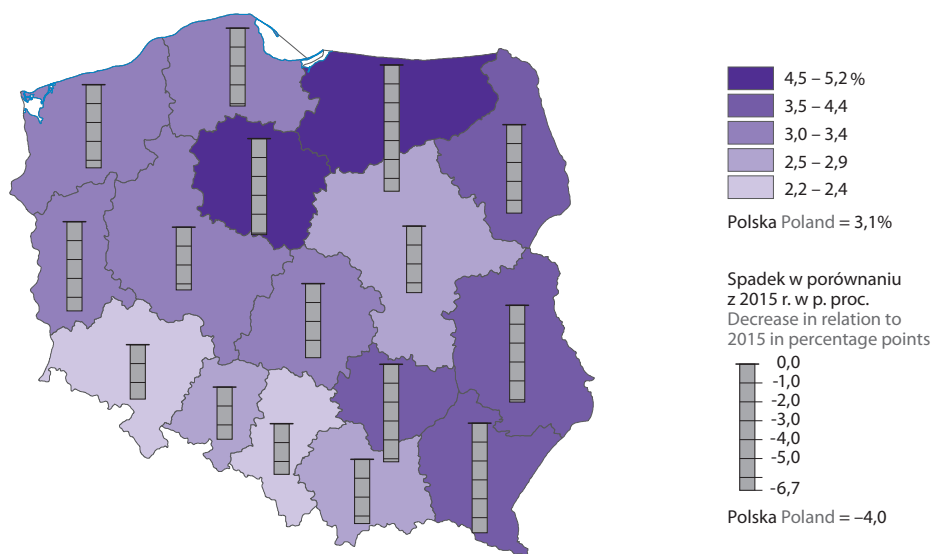 4,5 – 5,2 %
3,5 – 4,4
3,0 – 3,4
2,5 – 2,9
2,2 – 2,4
Polska Poland = 3,1%
Spadek w porównaniu
z 2015 r. w p. proc.
Decrease in relation to
2015 in percentage points
0,0
-1,0
-2,0
-3,0
-4,0
-5,0
-6,7
Polska Poland = –4,0